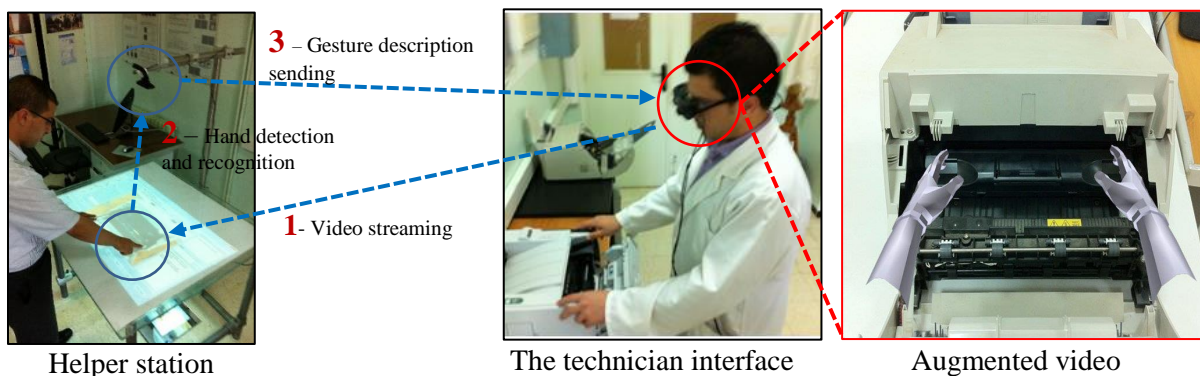 3 – Gesture description
sending
2 – Hand detection
and recognition
1- Video streaming
Helper station
The technician interface
Augmented video